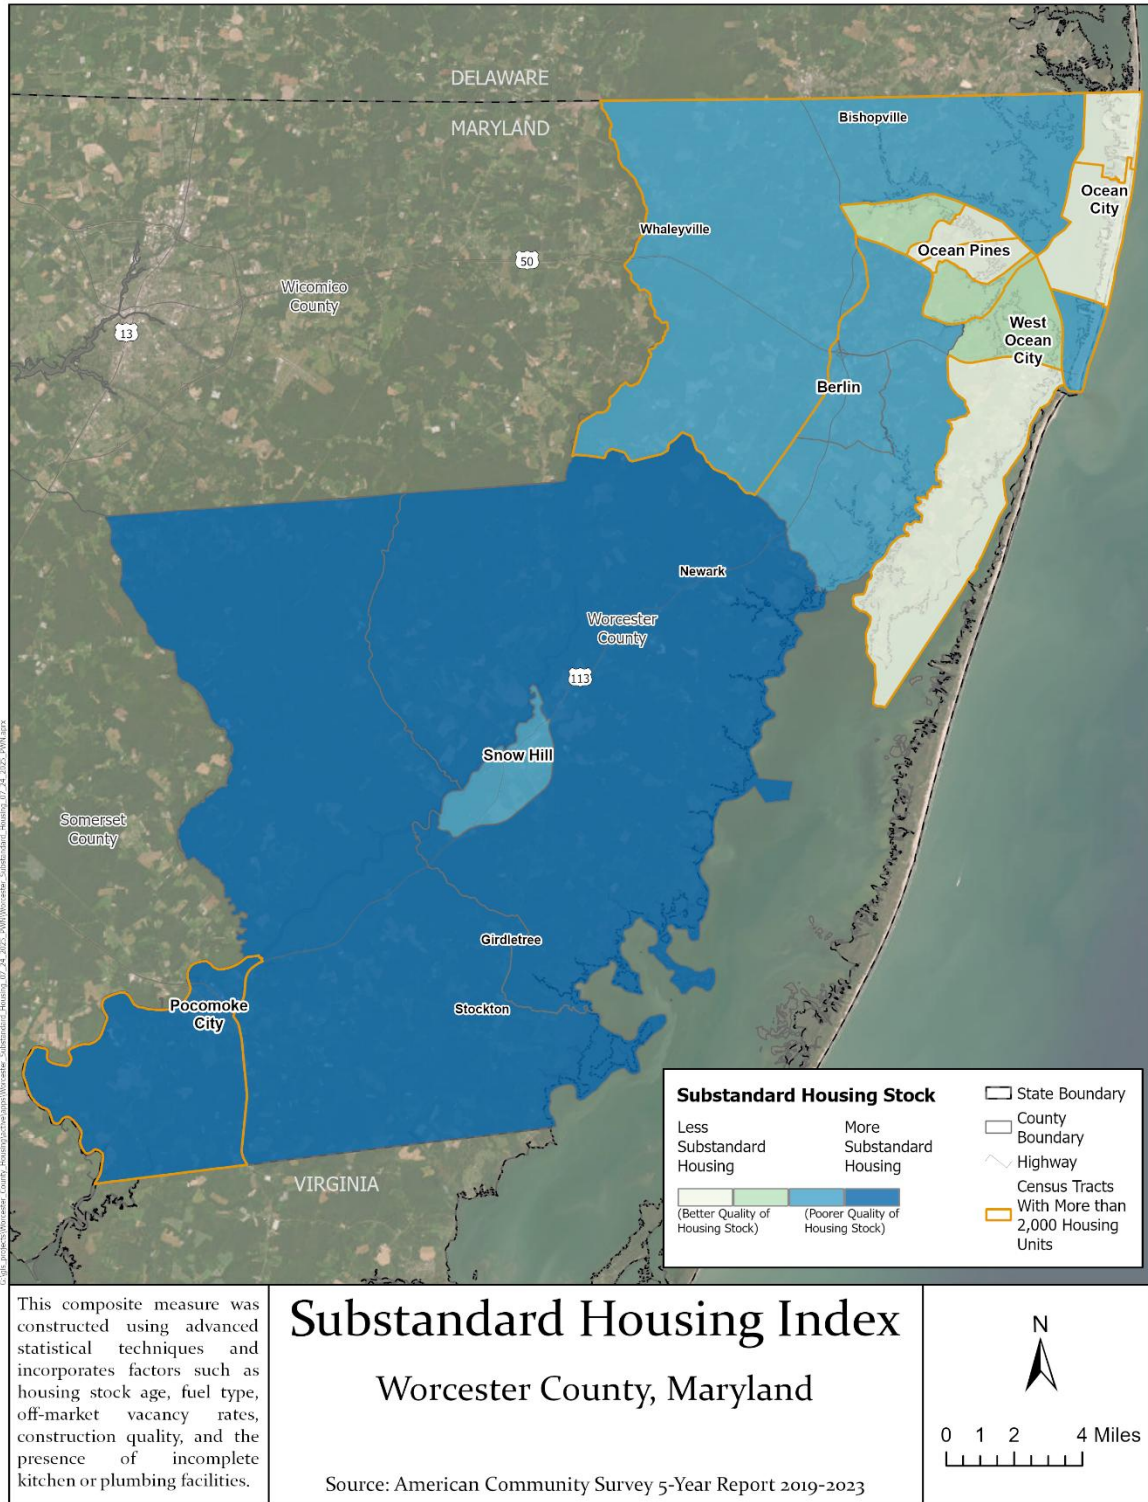 DELAWARE
MARYLAND
Bishopville
Ocean
City
Whaleyville
Ocean Pines
50
Wicomico
County
13
West
Ocean
City
Berlin
Newark
Worcester
County
113
Snow Hill
Somerset
County
Girdletree
Pocomoke
City
Stockton
VIRGINIA
Substandard Housing Stock
Less
Substandard
Housing
More
Substandard
Housing
(Better Quality of
Housing Stock)
(Poorer Quality of
Housing Stock)
State Boundary
County
Boundary
Highway
Census Tracts
With More than
2,000 Housing
Units
This composite measure was
constructed using advanced
statistical techniques and
incorporates factors such as
housing stock age, fuel type,
off-market vacancy rates,
construction quality, and the
presence of incomplete
kitchen or plumbing facilities.
Substandard Housing Index
Worcester County, Maryland
Source: American Community Survey 5-Year Report 2019-2023
N
0 1 2 4 Miles